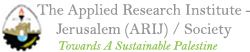 The Applied Research Institute -
Jerusalem (ARIJ) / Society
Towards A Sustainable Palestine